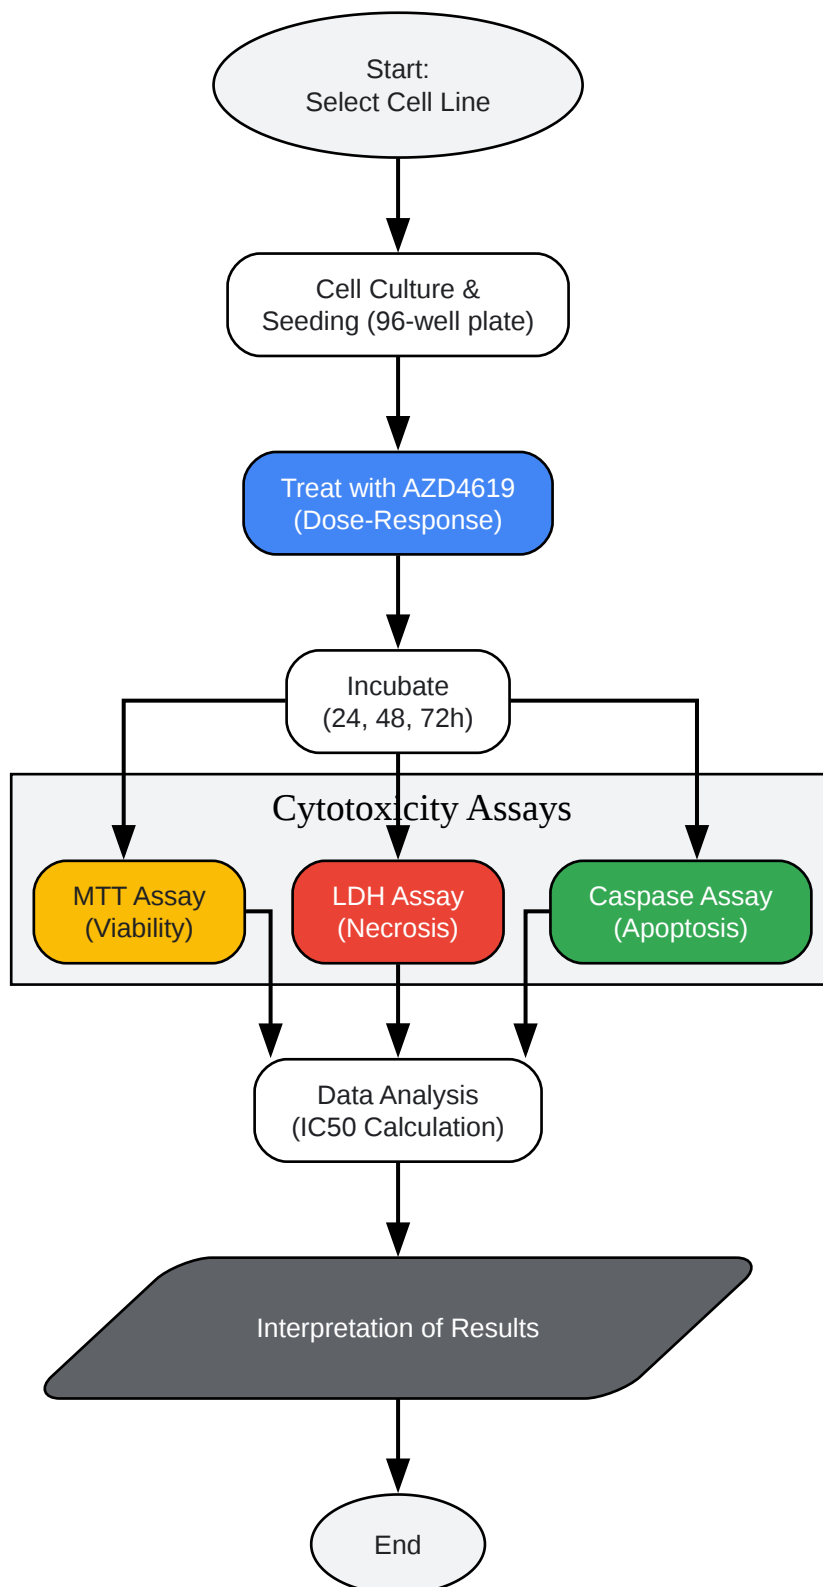 Start:
Select Cell Line
Cell Culture &
Seeding (96-well plate)
Treat with AZD4619
(Dose-Response)
Incubate
(24, 48, 72h)
Cytotoxicity Assays
MTT Assay
(Viability)
LDH Assay
(Necrosis)
Caspase Assay
(Apoptosis)
Data Analysis
(IC50 Calculation)
Interpretation of Results
End